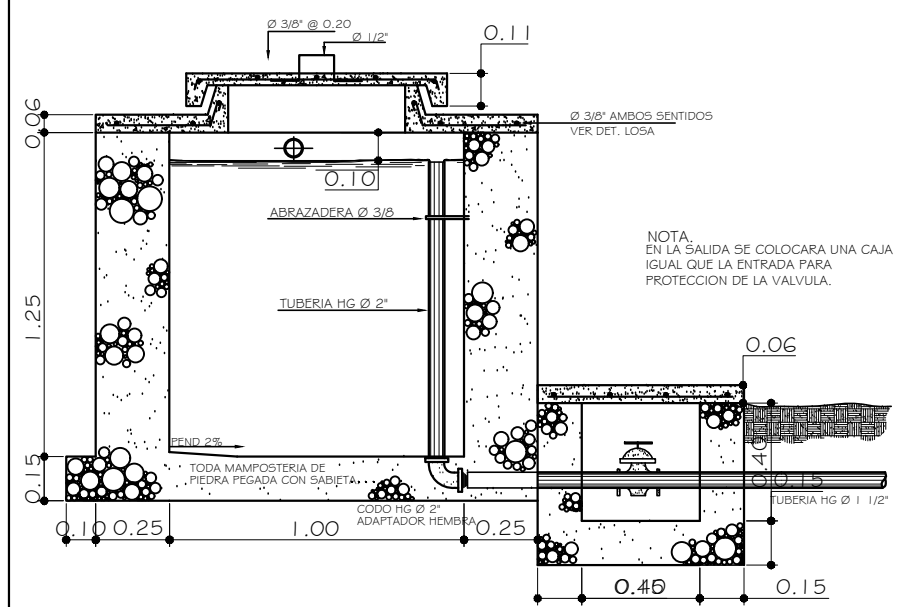 Ø 3/8" @ 0.20
Ø 1/2"
0.11
0.06
Ø 3/8" AMBOS SENTIDOS
VER DET. LOSA
0.10
ABRAZADERA Ø 3/8
NOTA.
EN LA SALIDA SE COLOCARA UNA CAJA
IGUAL QUE LA ENTRADA PARA
PROTECCION DE LA VALVULA.
1.25
TUBERIA HG Ø 2"
0.06
PEND 2%
TODA MAMPOSTERIA DE
PIEDRA PEGADA CON SABIETA.
0.40
0.15
0.15
TUBERIA HG Ø 1 1/2"
CODO HG Ø 2"
ADAPTADOR HEMBRA
0.10
0.25
1.00
0.25
0.15